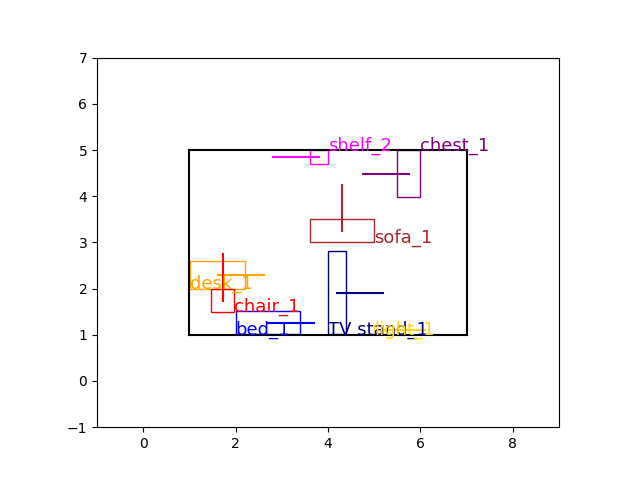 7
6
5
4
3
2
1
0
−1
shelf_2
chest_1
sofa_1
desk_1
chair_1
bed_1
TV stand_1
light_1
0 2 4 6 8